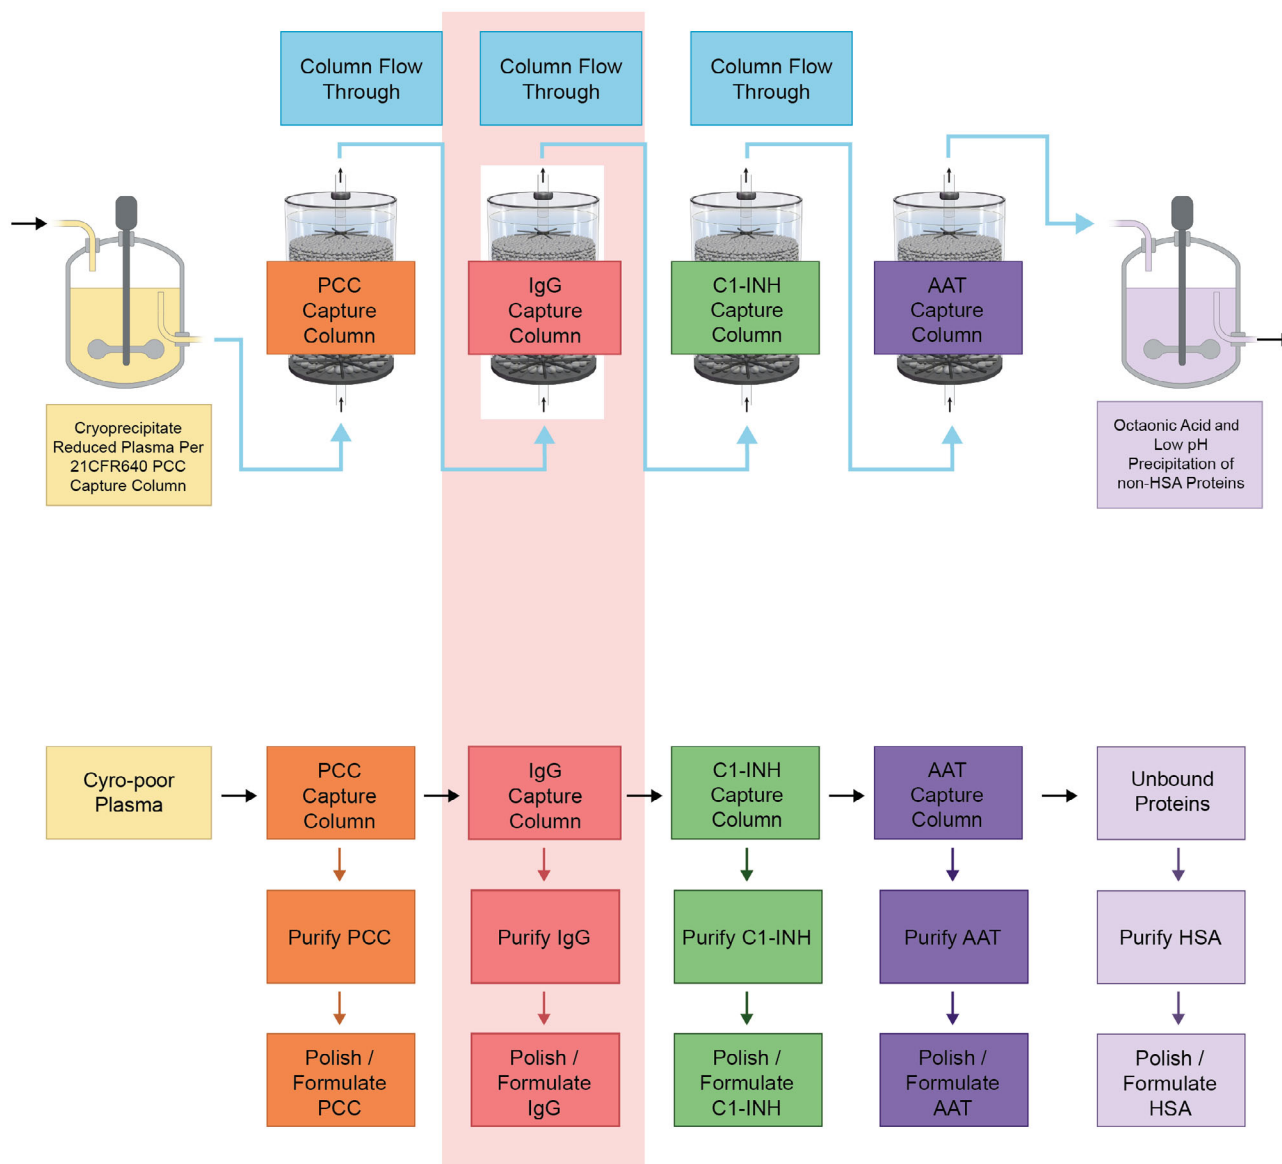 Column Flow
Through
Column Flow
Through
Column Flow
Through
PCC
Capture
Column
IgG
Capture
Column
C1-INH
Capture
Column
AAT
Capture
Column
Cryoprecipitate
Reduced Plasma Per
21CFR640 PCC
Capture Column
Octaonic Acid and
Low pH
Precipitation of
non-HSA Proteins
Cyro-poor
Plasma
PCC
Capture
Column
IgG
Capture
Column
C1-INH
Capture
Column
AAT
Capture
Column
Unbound
Proteins
Purify PCC
Purify IgG
Purify C1-INH
Purify AAT
Purify HSA
Polish /
Formulate
PCC
Polish /
Formulate
IgG
Polish /
Formulate
C1-INH
Polish /
Formulate
AAT
Polish /
Formulate
HSA